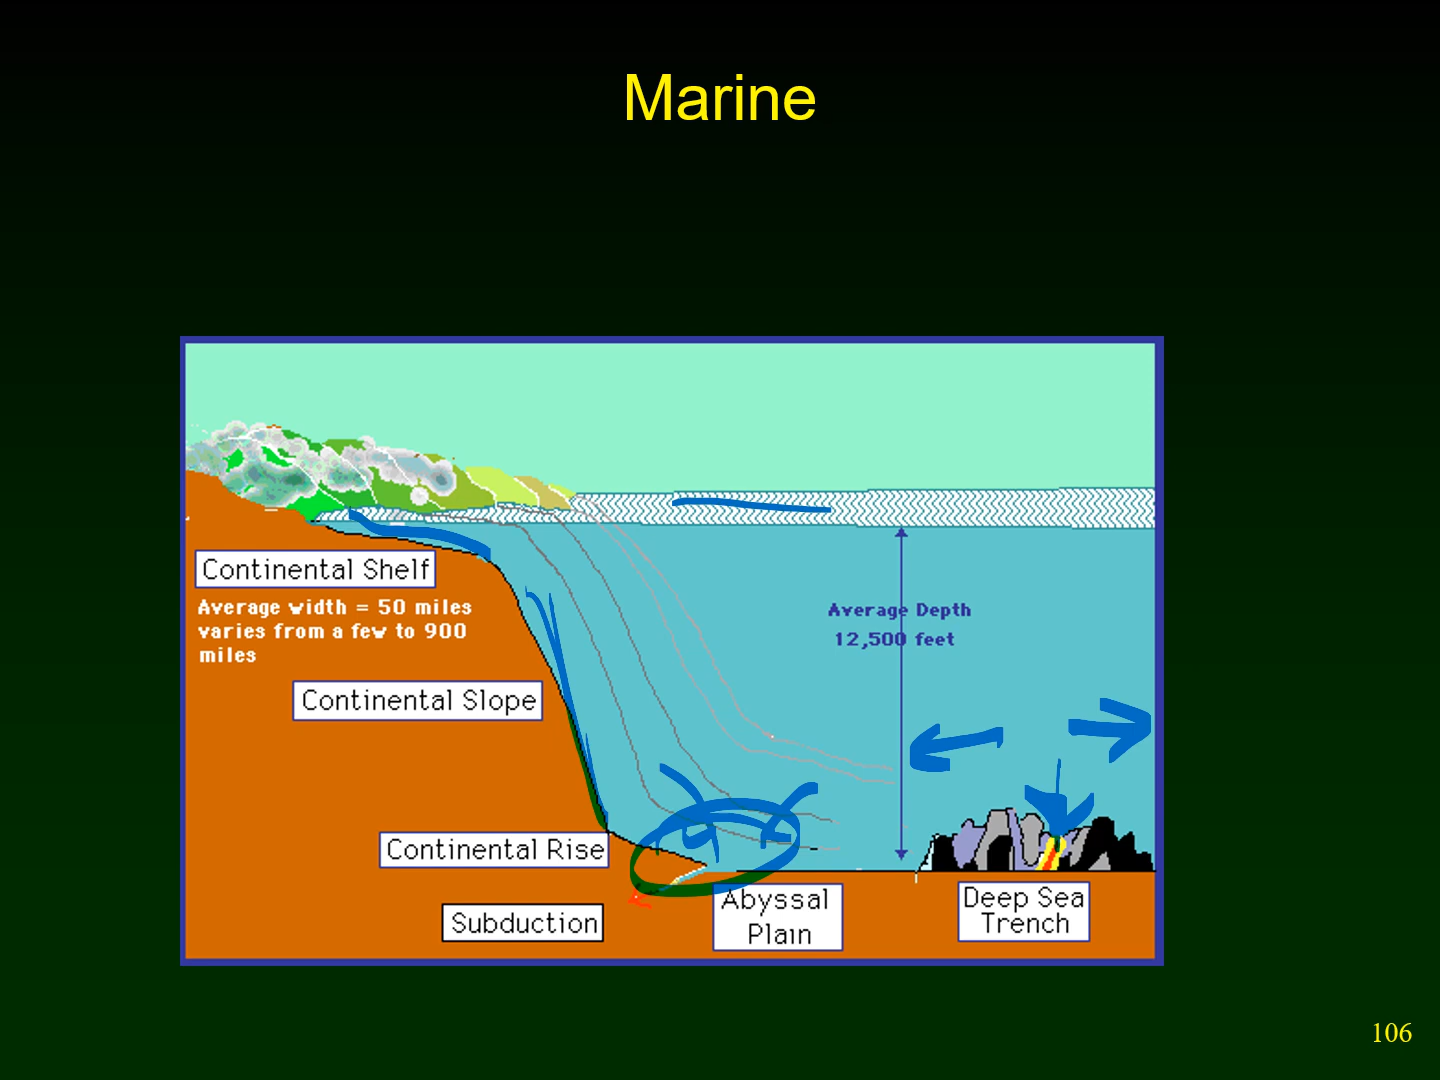 Marine
Continental Shelf
Average width = 50 miles
varies from a few to 900
miles
Average Depth
12,500 feet
Continental Slope
Continental Rise
Subduction
Abyssal
Plain
Deep Sea
Trench
106